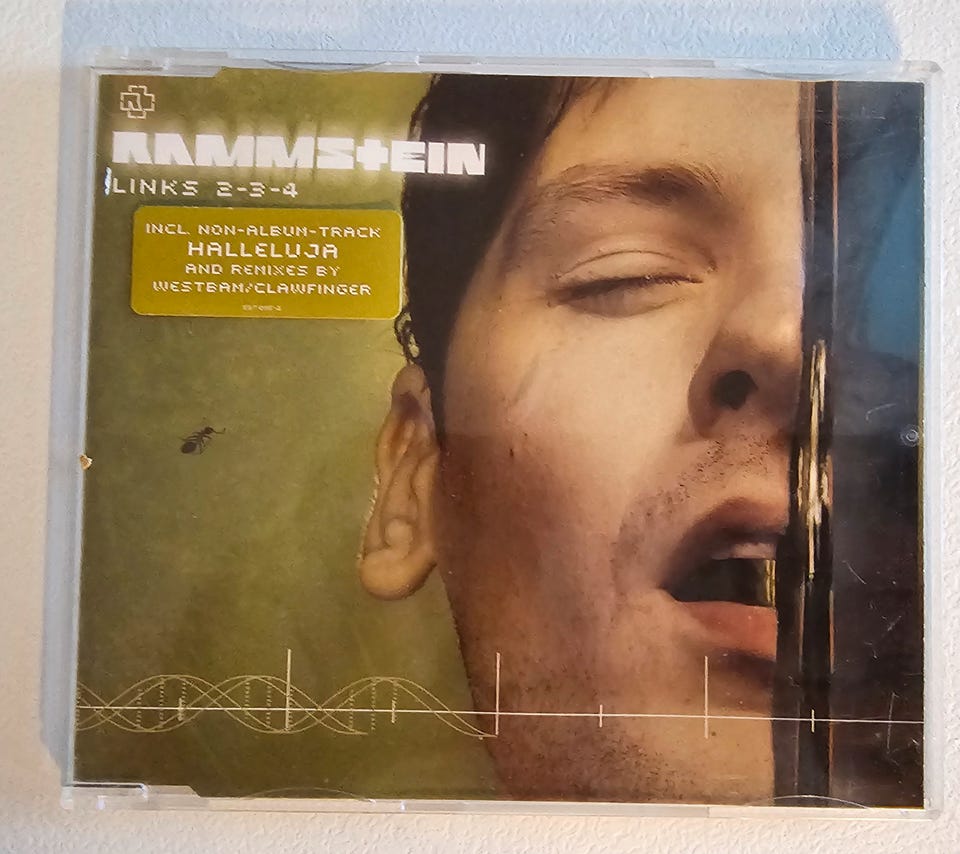 RAMMSTEIN
LINKS 2-3-4
INCL. NON-ALBUM-TRACK
HALLELUJA
AND REMIXES BY
WESTBAM/CLAWFINGER